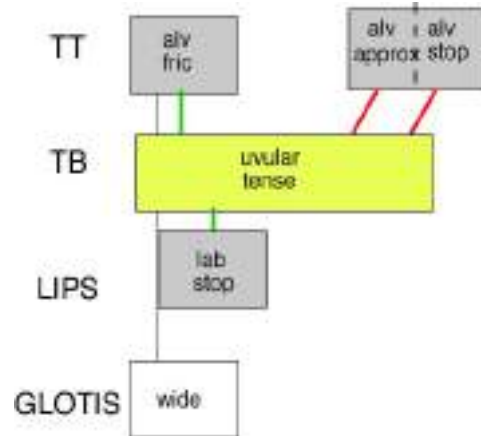 TT
alv
fric
alv
approx
alv
stop
TB
uvular
tense
LIPS
lab
stop
GLOTIS
wide